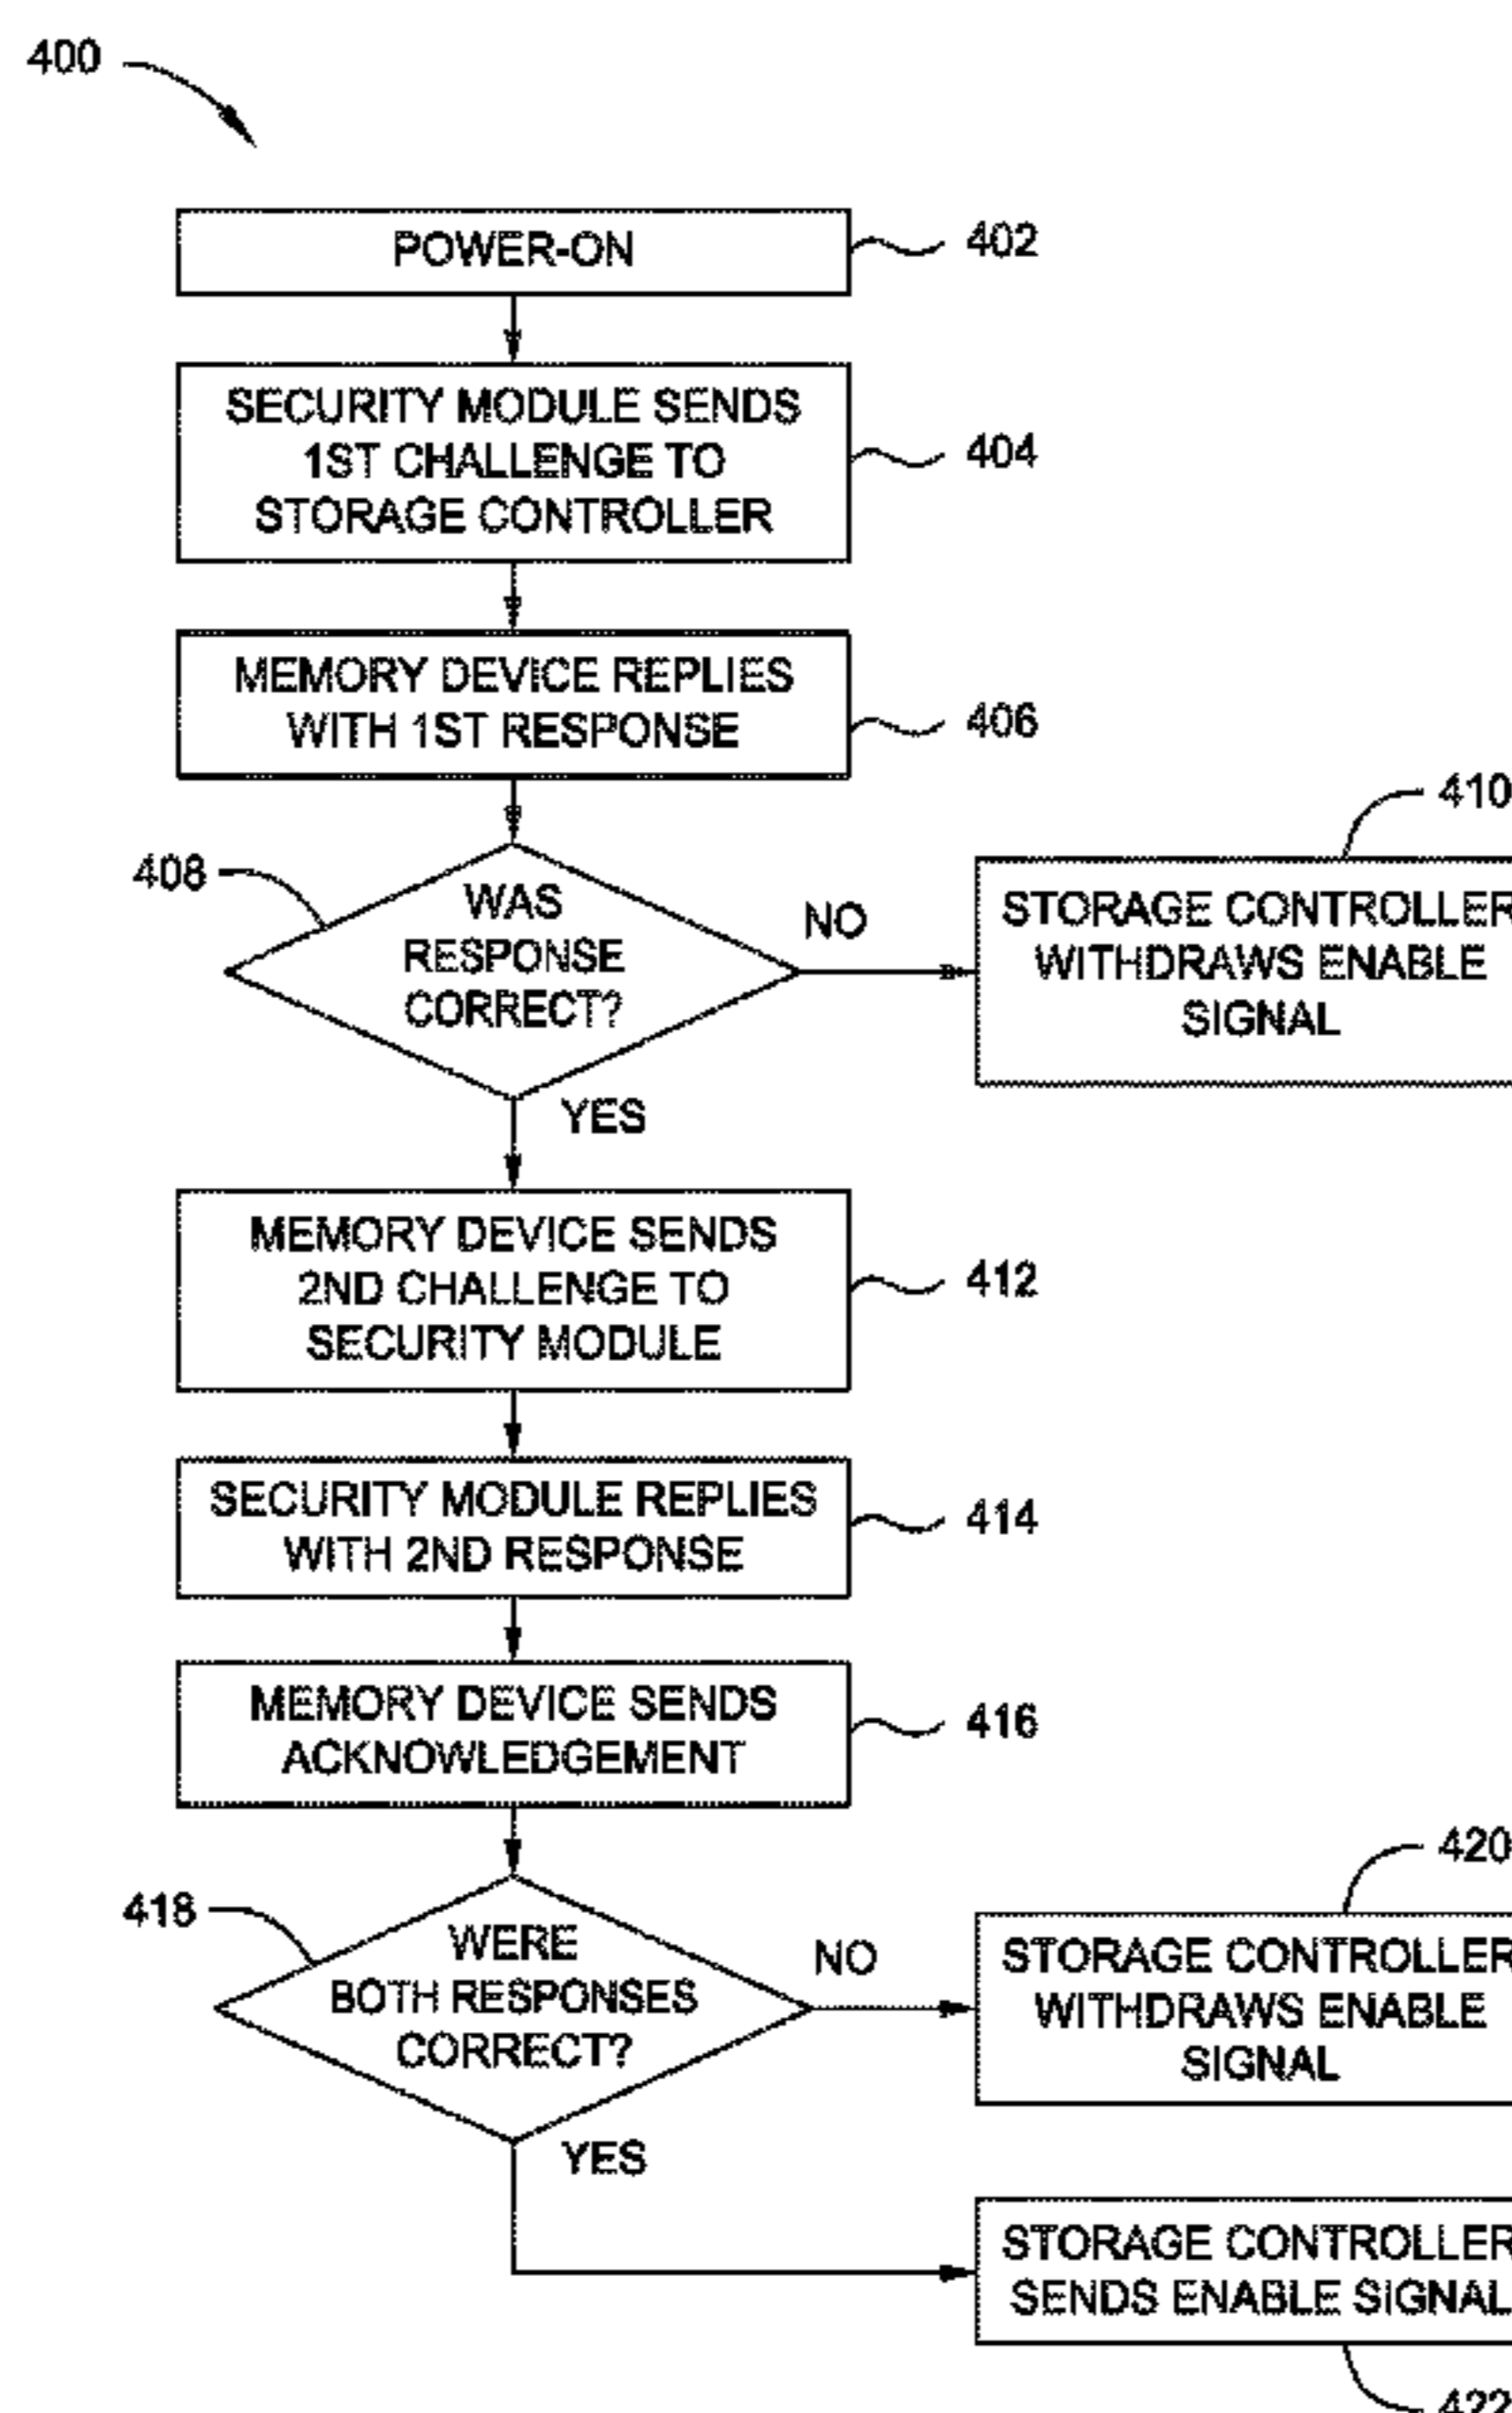 400
POWER-ON
402
SECURITY MODULE SENDS
1ST CHALLENGE TO
STORAGE CONTROLLER
404
MEMORY DEVICE REPLIES
WITH 1ST RESPONSE
406
408
WAS
RESPONSE
CORRECT?
NO
410
STORAGE CONTROLLER
WITHDRAWS ENABLE
SIGNAL
YES
MEMORY DEVICE SENDS
2ND CHALLENGE TO
SECURITY MODULE
412
SECURITY MODULE REPLIES
WITH 2ND RESPONSE
414
MEMORY DEVICE SENDS
ACKNOWLEDGEMENT
416
418
WERE
BOTH RESPONSES
CORRECT?
NO
420
STORAGE CONTROLLER
WITHDRAWS ENABLE
SIGNAL
YES
STORAGE CONTROLLER
SENDS ENABLE SIGNAL
422